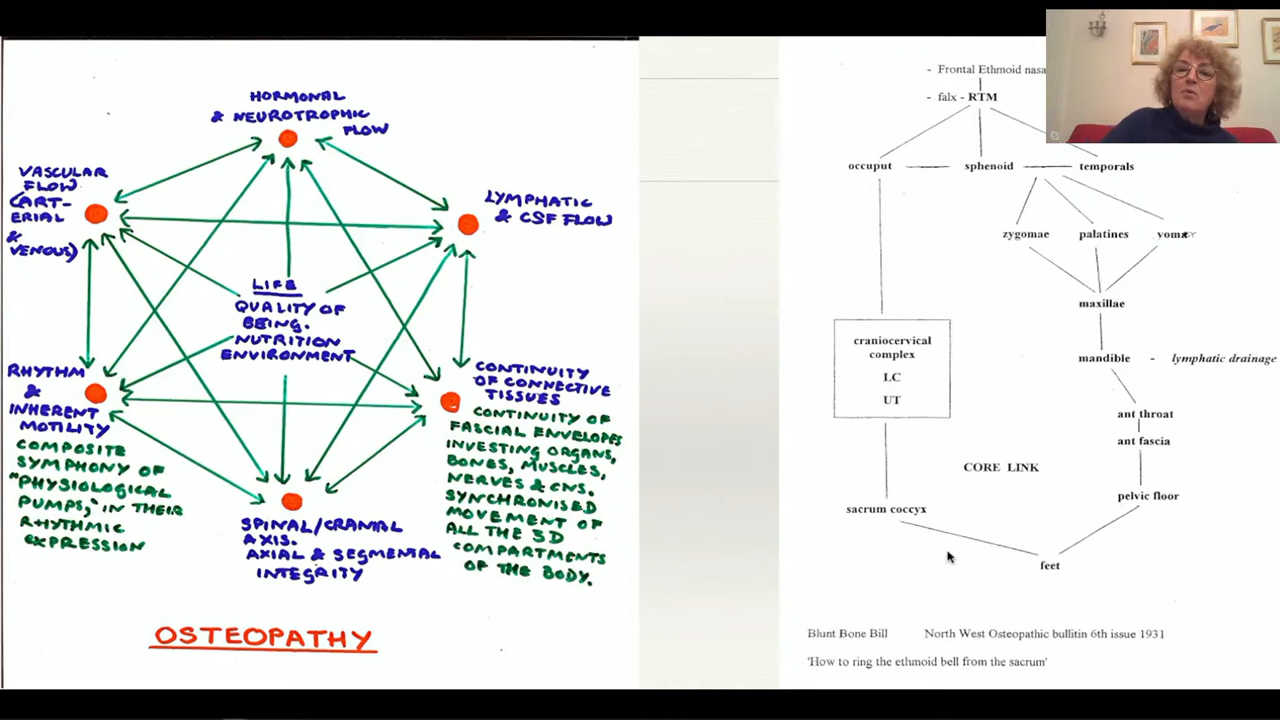 HORMONAL
& NEUROTROPHIC
FLOW
VASCULAR
FLOW
(ART-
ERIAL
&
VENOUS)
LYMPHATIC
& CSF FLOW
LIFE
QUALITY OF
BEING.
NUTRITION
ENVIRONMENT
RHYTHM
&
INHERENT
MOTILITY
COMPOSITE
SYMPHONY OF
"PHYSIOLOGICAL
PUMPS," IN THEIR
RHYTHMIC
EXPRESSION
CONTINUITY
OF CONNECTIVE
TISSUES
CONTINUITY OF
FASCIAL ENVELOPES
INVESTING ORGANS,
BONES, MUSCLES,
NERVES & CNS.
SYNCHRONISED
MOVEMENT OF
ALL THE 3D
COMPARTMENTS
OF THE BODY.
SPINAL/CRANIAL
AXIS.
AXIAL & SEGMENTAL
INTEGRITY
OSTEOPATHY
- Frontal Ethmoid nasa
- falx - RTM
occuput sphenoid temporals
zygomae palatines vomer
maxillae
craniocervical
complex
LC
UT
mandible - lymphatic drainage
ant throat
ant fascia
CORE LINK
pelvic floor
sacrum coccyx
feet
Blunt Bone Bill North West Osteopathic bullitin 6th issue 1931
'How to ring the ethmoid bell from the sacrum'